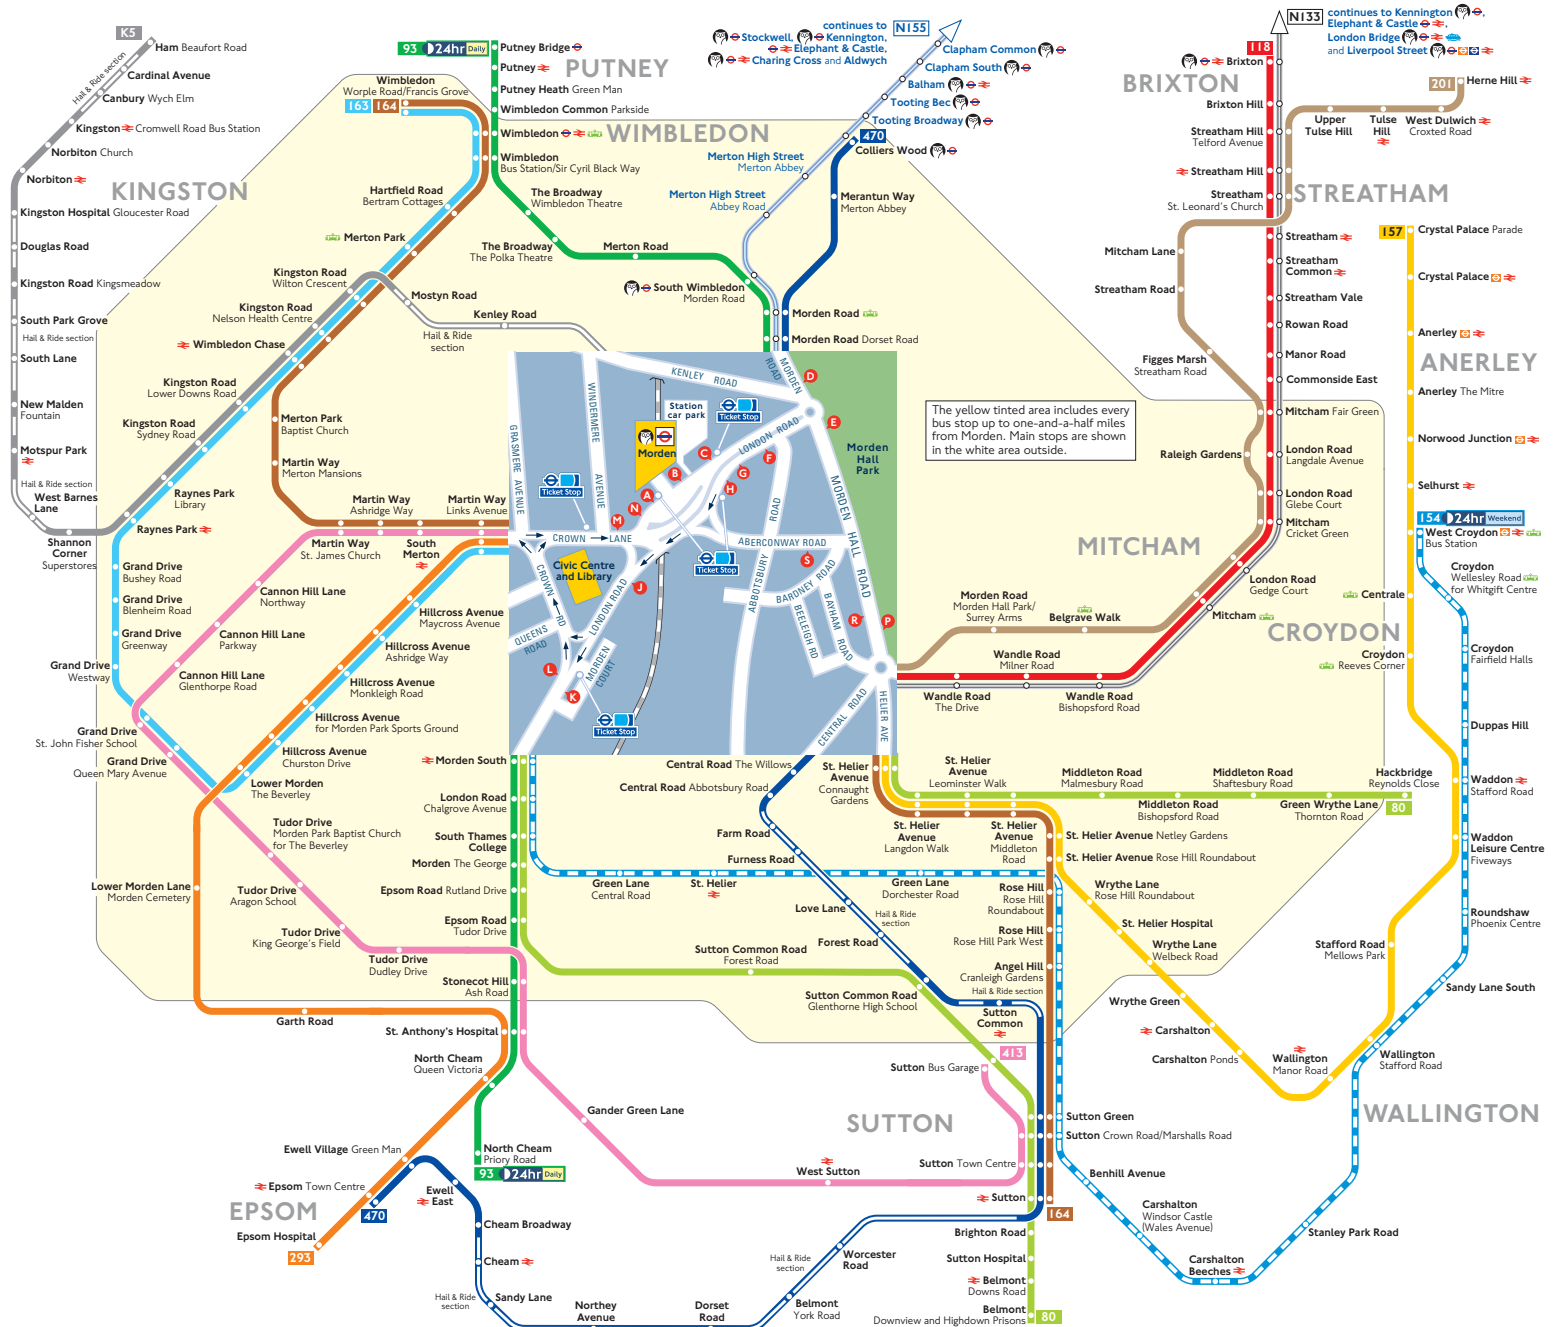 K5
Ham Beaufort Road
Hail & Ride section
Cardinal Avenue
Canbury Wych Elm
Kingston Cromwell Road Bus Station
Norbiton Church
Norbiton
KINGSTON
Kingston Hospital Gloucester Road
Douglas Road
Kingston Road Kingsmeadow
South Park Grove
Hail & Ride section
South Lane
New Malden
Fountain
Motspur Park
Hail & Ride section
West Barnes
Lane
Shannon
Corner
Superstores
93 24hr Daily
Putney Bridge
Putney
PUTNEY
Putney Heath Green Man
Wimbledon Common Parkside
Wimbledon
Worple Road/Francis Grove
163 164
Wimbledon
WIMBLEDON
Wimbledon
Bus Station/Sir Cyril Black Way
Hartfield Road
Bertram Cottages
The Broadway
Wimbledon Theatre
Merton Park
The Broadway
The Polka Theatre
Merton Road
Kingston Road
Wilton Crescent
Mostyn Road
South Wimbledon
Morden Road
Kingston Road
Nelson Health Centre
Kenley Road
Hail & Ride
section
Wimbledon Chase
Kingston Road
Lower Downs Road
Kingston Road
Sydney Road
Merton Park
Baptist Church
Martin Way
Merton Mansions
Raynes Park
Library
Raynes Park
Martin Way
Ashridge Way
Martin Way
Links Avenue
Martin Way
St. James Church
South
Merton
continues to
Stockwell, Kennington,
Elephant & Castle,
Charing Cross and Aldwych
N155
Clapham Common
Clapham South
Balham
Tooting Bec
Tooting Broadway
470
Colliers Wood
Merton High Street
Merton Abbey
Merton High Street
Abbey Road
Merantun Way
Merton Abbey
Morden Road
Morden Road Dorset Road
N133
continues to Kennington,
Elephant & Castle,
London Bridge
and Liverpool Street
118
Brixton
BRIXTON
Brixton Hill
Streatham Hill
Telford Avenue
Streatham Hill
Streatham
St. Leonard's Church
STREATHAM
201
Herne Hill
Upper
Tulse Hill
Tulse
Hill
West Dulwich
Croxted Road
Mitcham Lane
Streatham Road
Figges Marsh
Streatham Road
Streatham
Streatham
Common
Streatham Vale
Rowan Road
Manor Road
Commonside East
Mitcham Fair Green
Raleigh Gardens
London Road
Langdale Avenue
London Road
Glebe Court
Mitcham
Cricket Green
MITCHAM
London Road
Gedge Court
Mitcham
Morden Road
Morden Hall Park/
Surrey Arms
Belgrave Walk
Wandle Road
Milner Road
Wandle Road
The Drive
Wandle Road
Bishopsford Road
157
Crystal Palace Parade
Crystal Palace
Anerley
ANERLEY
Anerley The Mitre
Norwood Junction
Selhurst
154 24hr Weekend
West Croydon
Bus Station
Croydon
Wellesley Road
for Whitgift Centre
Centrale
CROYDON
Croydon
Reeves Corner
Croydon
Fairfield Halls
Duppas Hill
Waddon
Stafford Road
Waddon
Leisure Centre
Fiveways
Roundshaw
Phoenix Centre
Sandy Lane South
Stafford Road
Mellows Park
Wallington
Stafford Road
Wallington
Manor Road
WALLINGTON
Stanley Park Road
Carshalton
Beeches
Carshalton
Windsor Castle
(Wales Avenue)
Benhill Avenue
The yellow tinted area includes every
bus stop up to one-and-a-half miles
from Morden. Main stops are shown
in the white area outside.
KENLEY ROAD
MORDEN ROAD
GRASMERE AVENUE
WINDERMERE AVENUE
Station
car park
Ticket Stop
LONDON ROAD
Morden
Morden
Hall
Park
MORDEN HALL ROAD
Ticket Stop
CROWN LANE
Civic Centre
and Library
CROWN RD
LONDON ROAD
QUEENS ROAD
MORDEN COURT
Ticket Stop
Ticket Stop
ABERCONWAY ROAD
ABBOTSBURY ROAD
BARDNEY ROAD
BEELEIGH RD
BAYHAM ROAD
CENTRAL ROAD
HELIER AVE
A
B
C
D
E
F
G
H
J
K
L
M
N
P
R
S
Grand Drive
Bushey Road
Grand Drive
Blenheim Road
Grand Drive
Greenway
Grand Drive
Westway
Grand Drive
St. John Fisher School
Grand Drive
Queen Mary Avenue
Cannon Hill Lane
Northway
Cannon Hill Lane
Parkway
Cannon Hill Lane
Glenthorpe Road
Hillcross Avenue
Maycross Avenue
Hillcross Avenue
Ashridge Way
Hillcross Avenue
Monkleigh Road
Hillcross Avenue
for Morden Park Sports Ground
Hillcross Avenue
Churston Drive
Lower Morden
The Beverley
Tudor Drive
Morden Park Baptist Church
for The Beverley
Lower Morden Lane
Morden Cemetery
Tudor Drive
Aragon School
Tudor Drive
King George's Field
Tudor Drive
Dudley Drive
Garth Road
Morden South
London Road
Chalgrove Avenue
South Thames
College
Morden The George
Epsom Road Rutland Drive
Epsom Road
Tudor Drive
Stonecot Hill
Ash Road
St. Anthony's Hospital
North Cheam
Queen Victoria
North Cheam
Priory Road
93 24hr Daily
Ewell Village Green Man
Epsom Town Centre
EPSOM
470
Epsom Hospital
293
Ewell
East
Cheam Broadway
Cheam
Hail & Ride
section
Sandy Lane
Northey
Avenue
Dorset
Road
Belmont
York Road
Hail & Ride
section
Worcester
Road
Gander Green Lane
West Sutton
SUTTON
Sutton Bus Garage
413
Sutton Town Centre
Sutton
164
Brighton Road
Sutton Hospital
Belmont
Downs Road
Belmont
Downview and Highdown Prisons
80
Sutton Green
Sutton Crown Road/Marshalls Road
Central Road The Willows
Central Road Abbotsbury Road
Farm Road
Furness Road
Green Lane
Central Road
St. Helier
Green Lane
Dorchester Road
Love Lane
Hail & Ride
section
Forest Road
Sutton Common Road
Forest Road
Sutton Common Road
Glenthorne High School
Hail & Ride section
Sutton
Common
St. Helier
Avenue
Connaught
Gardens
St. Helier
Avenue
Leominster Walk
St. Helier
Avenue
Langdon Walk
St. Helier
Avenue
Middleton
Road
Middleton Road
Malmesbury Road
Middleton Road
Bishopsford Road
Middleton Road
Shaftesbury Road
Green Wrythe Lane
Thornton Road
Hackbridge
Reynolds Close
80
St. Helier Avenue Netley Gardens
St. Helier Avenue Rose Hill Roundabout
Rose Hill
Rose Hill
Roundabout
Rose Hill
Rose Hill Park West
Angel Hill
Cranleigh Gardens
Wrythe Lane
Rose Hill Roundabout
St. Helier Hospital
Wrythe Lane
Welbeck Road
Wrythe Green
Carshalton
Carshalton Ponds